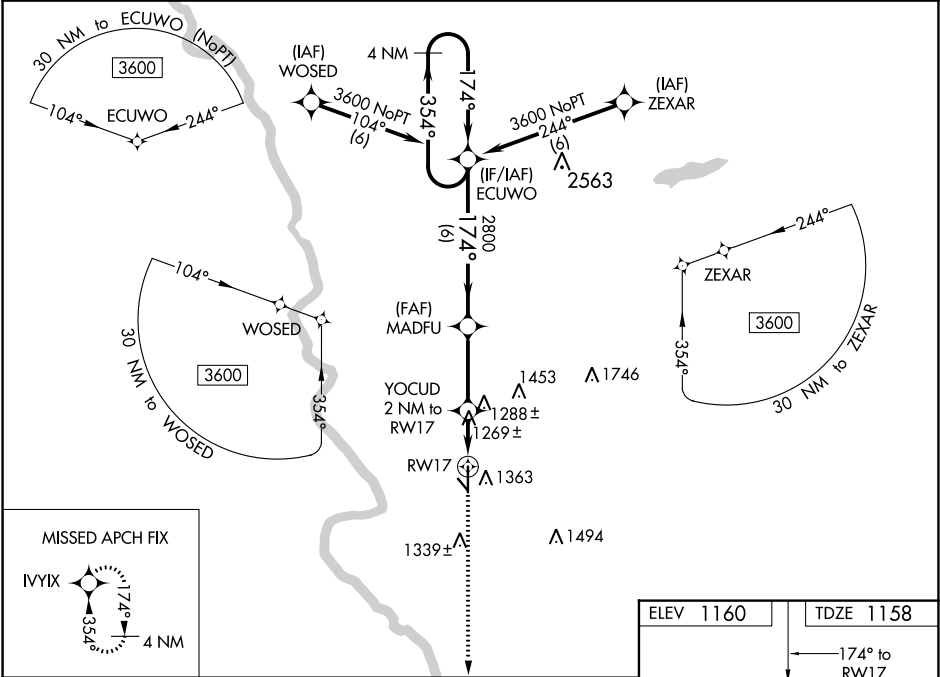 30 NM to ECUWO (NoPT)
3600
104°
ECUWO
244°
(IAF)
WOSED
3600 NoPT
104°
(6)
4 NM
354°
174°
(IAF)
ZEXAR
3600 NoPT
244°
(6)
2563
(IF/IAF)
ECUWO
2800
174°
(6)
104°
WOSED
3600
354°
30 NM to WOSED
244°
ZEXAR
3600
354°
30 NM to ZEXAR
(FAF)
MADFU
YOCUD
2 NM to
RW17
1453
1746
1288±
1269±
RW17
1363
1339±
1494
MISSED APCH FIX
IVYIX
174°
354°
4 NM
ELEV 1160
TDZE 1158
174° to
RW17